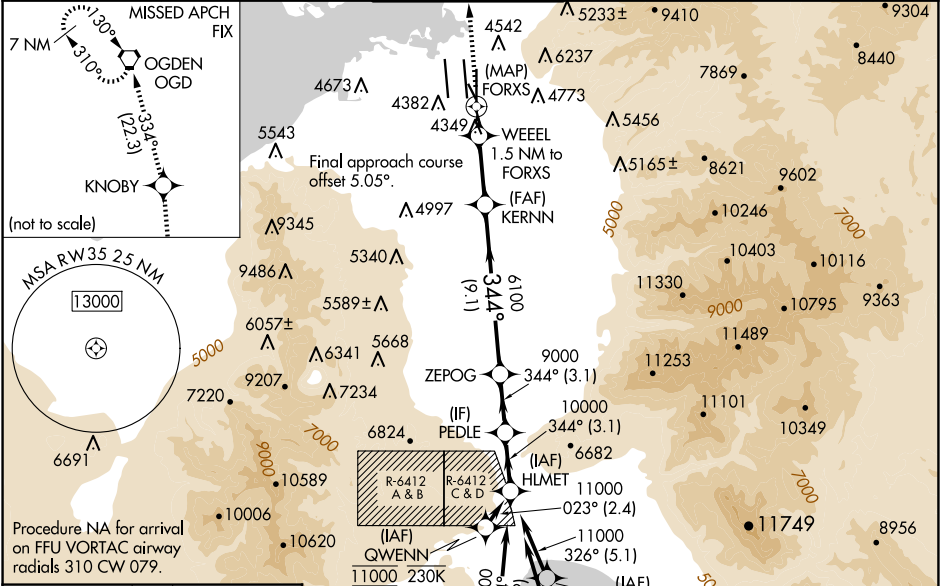 MISSED APCH
FIX
7 NM
130°
310°
OGDEN
OGD
334°
(22.3)
KNOBY
(not to scale)
MSA RW35 25 NM
13000
5233±
9410
9304
4542
6237
8440
7869
(MAP)
FORXS
4673
4382
4773
4349
5456
5543
WEEEL
1.5 NM to
FORXS
Final approach course
offset 5.05°.
5165±
8621
9602
(FAF)
KERNN
4997
10246
5000
7000
9345
5340
10403
10116
9486
344°
(9.1)
6100
11330
9363
5589±
9000
10795
6057±
11489
5000
6341
5668
ZEPOG
9000
344° (3.1)
11253
9207
7234
7220
10000
344° (3.1)
11101
10349
(IF)
PEDLE
7000
6824
6682
9000
6691
(IAF)
HLMET
R-6412
A & B
R-6412
C & D
10589
11000
023° (2.4)
7000
10006
11749
Procedure NA for arrival
on FFU VORTAC airway
radials 310 CW 079.
10620
(IAF)
QWENN
11000
326° (5.1)
8956
11000 230K
(IAF)